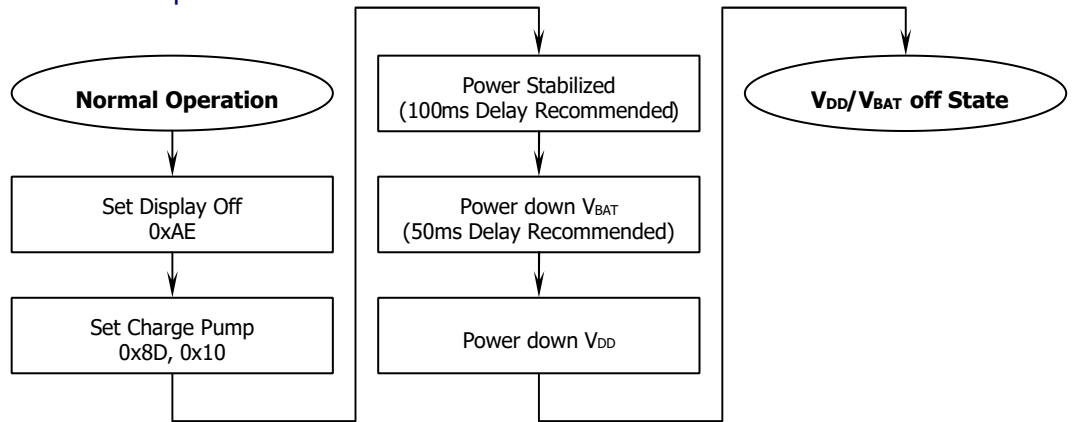 Normal Operation
Set Display Off
0xAE
Set Charge Pump
0x8D, 0x10
Power Stabilized
(100ms Delay Recommended)
Power down VBAT
(50ms Delay Recommended)
Power down VDD
VDD/VBAT off State